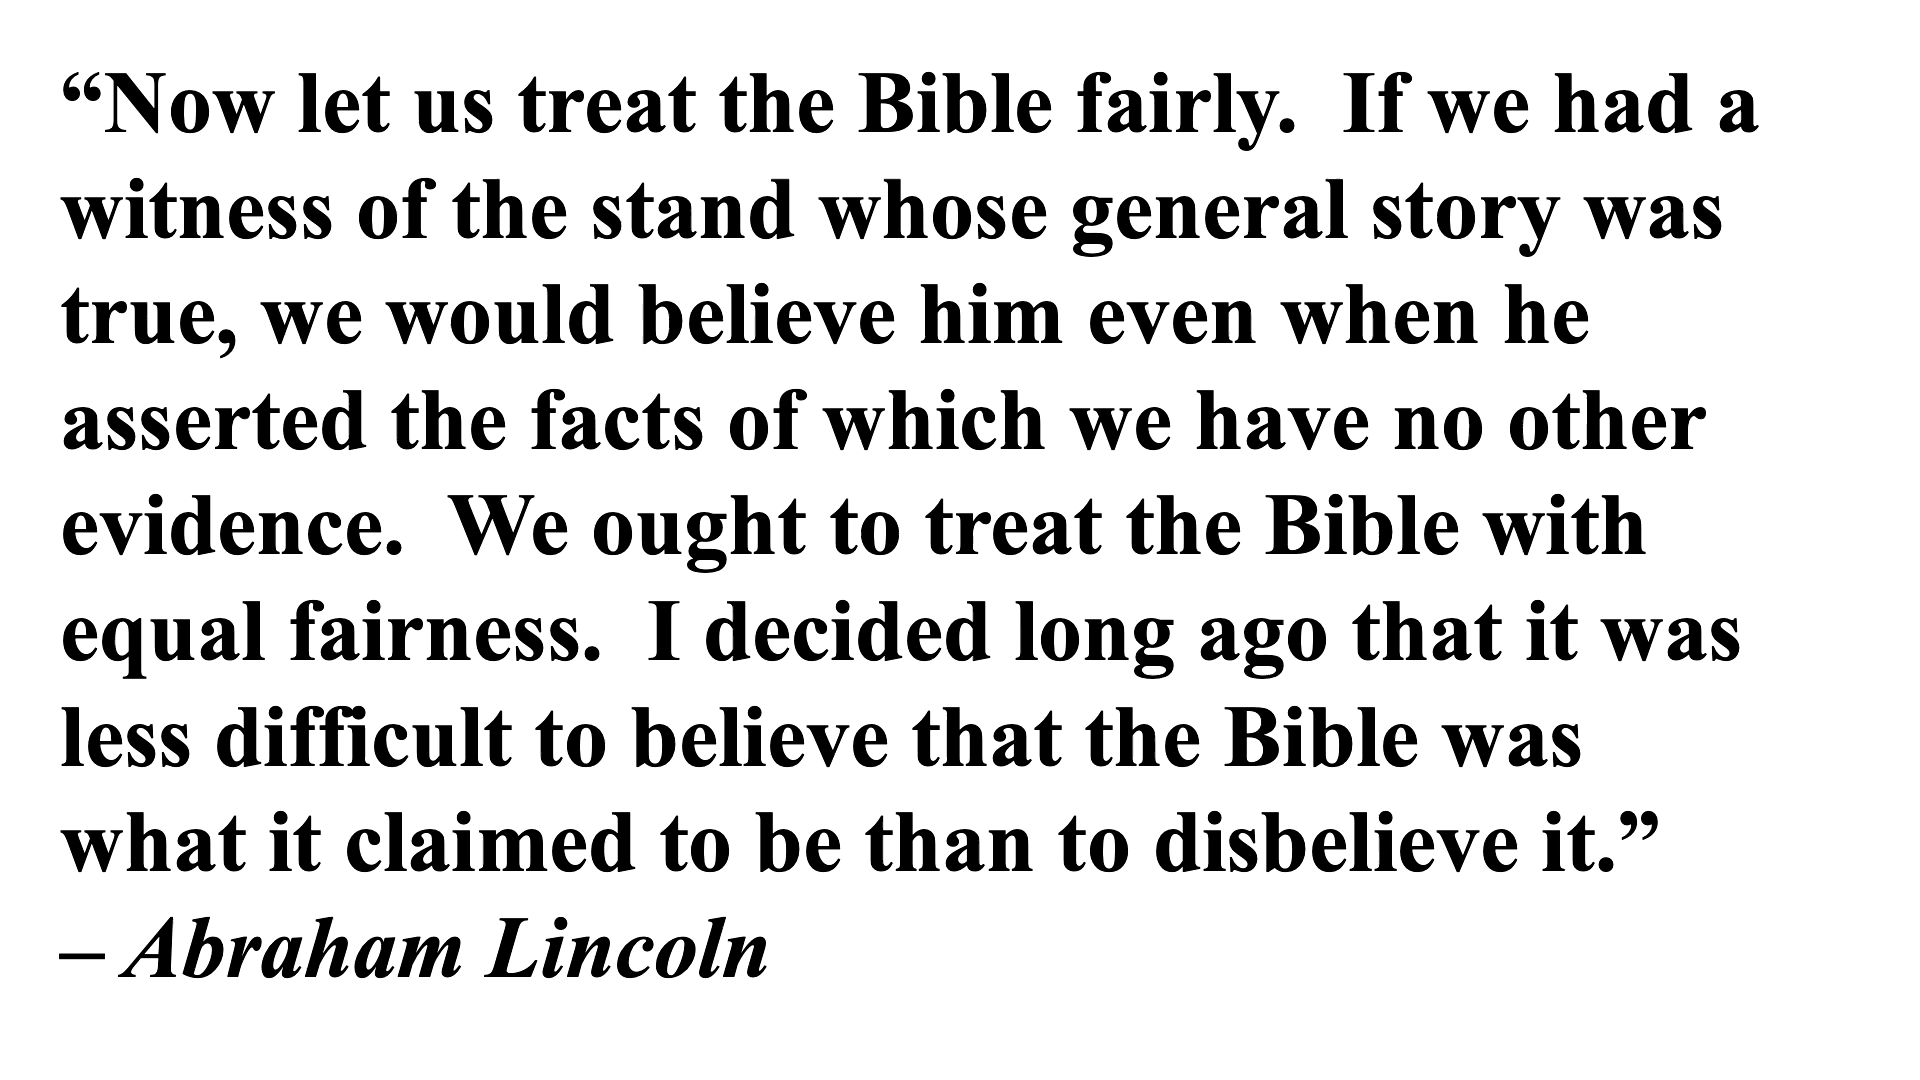 “Now let us treat the Bible fairly.  If we had a
witness of the stand whose general story was
true, we would believe him even when he
asserted the facts of which we have no other
evidence.  We ought to treat the Bible with
equal fairness.  I decided long ago that it was
less difficult to believe that the Bible was
what it claimed to be than to disbelieve it.”
– Abraham Lincoln